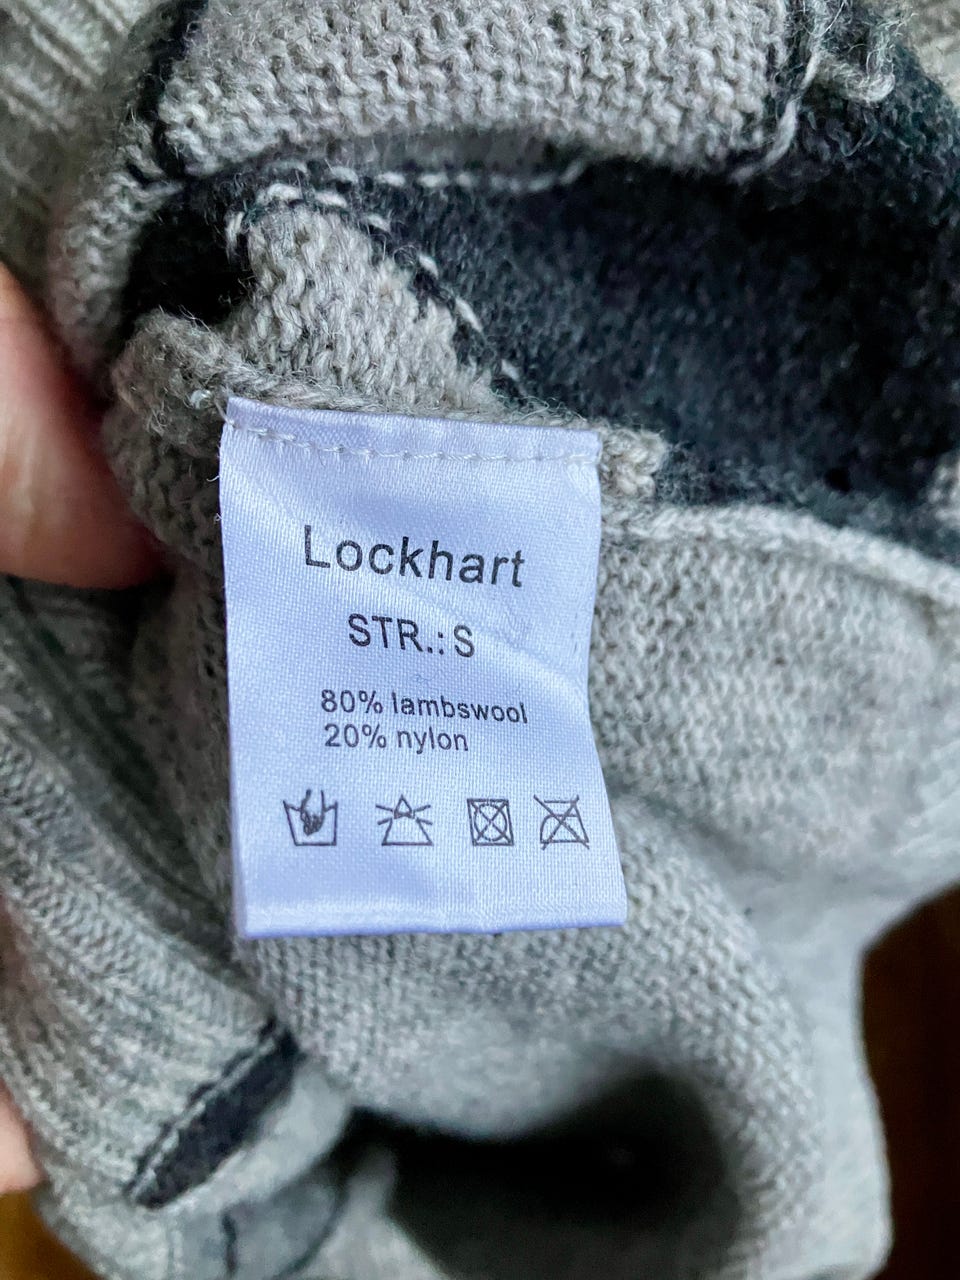 Lockhart
STR.: S
80% lambswool
20% nylon